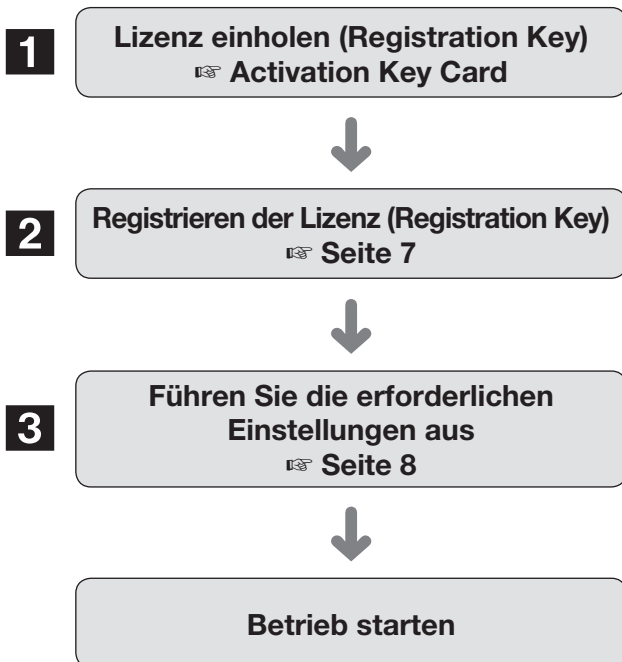 1
Lizenz einholen (Registration Key)
☞ Activation Key Card
2
Registrieren der Lizenz (Registration Key)
☞ Seite 7
3
Führen Sie die erforderlichen
Einstellungen aus
☞ Seite 8
Betrieb starten